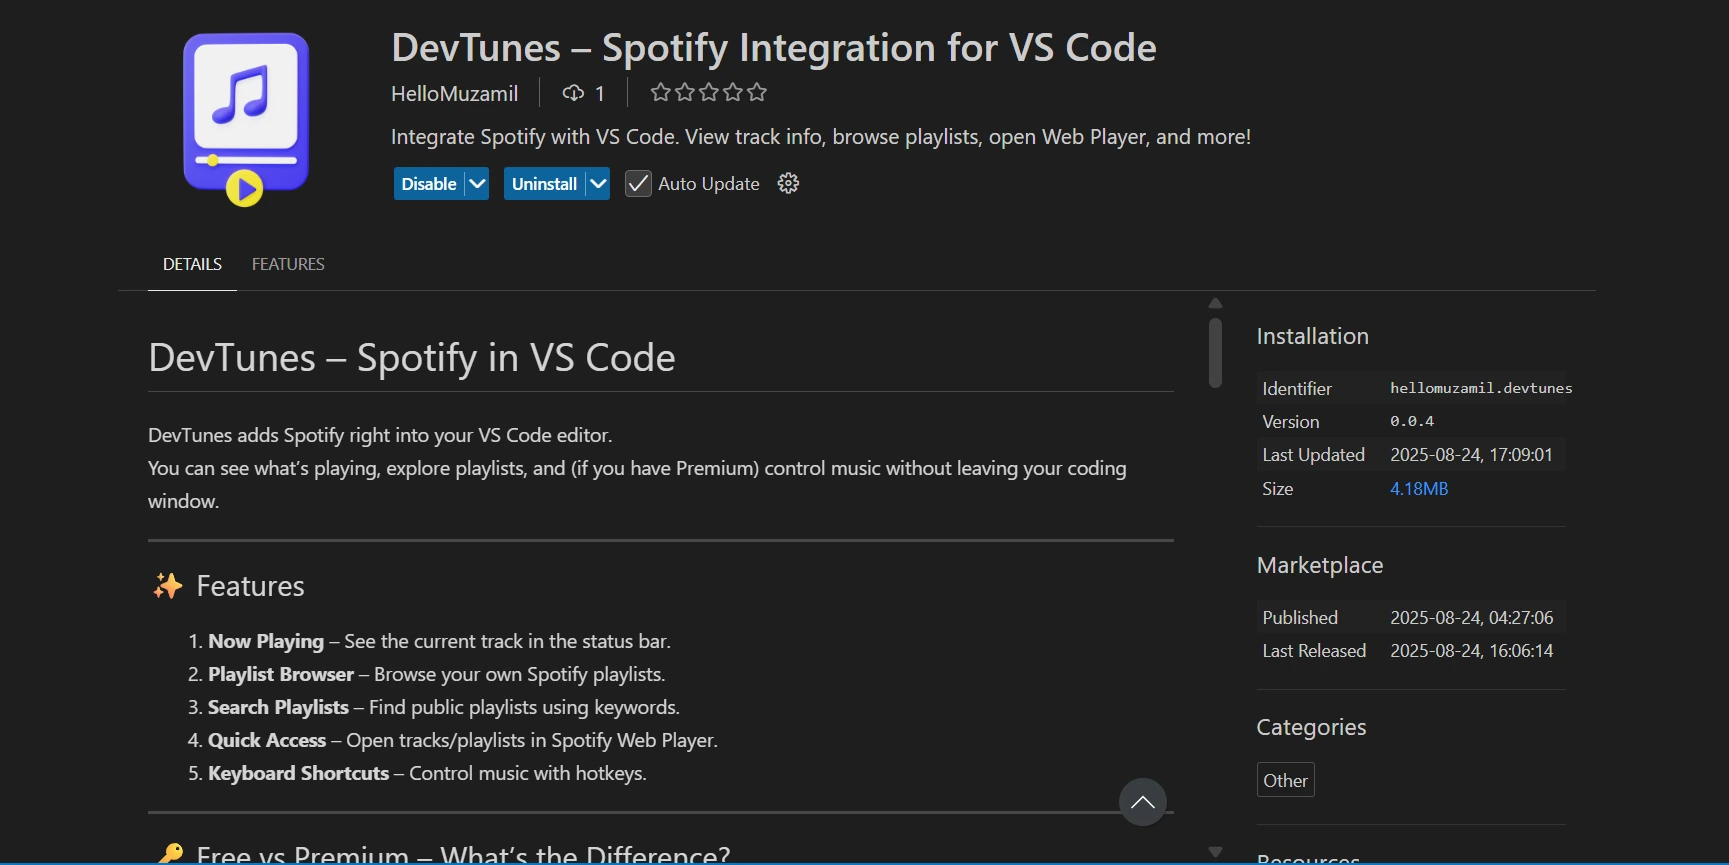 DevTunes – Spotify Integration for VS Code
HelloMuzamil
1
Integrate Spotify with VS Code. View track info, browse playlists, open Web Player, and more!
Disable
Uninstall
Auto Update
DETAILS
FEATURES
DevTunes – Spotify in VS Code
DevTunes adds Spotify right into your VS Code editor.
You can see what’s playing, explore playlists, and (if you have Premium) control music without leaving your coding
window.
✨ Features
1. Now Playing – See the current track in the status bar.
2. Playlist Browser – Browse your own Spotify playlists.
3. Search Playlists – Find public playlists using keywords.
4. Quick Access – Open tracks/playlists in Spotify Web Player.
5. Keyboard Shortcuts – Control music with hotkeys.
🔑 Free vs Premium – What’s the Difference?
Installation
Identifier hellomuzamil.devtunes
Version 0.0.4
Last Updated 2025-08-24, 17:09:01
Size 4.18MB
Marketplace
Published 2025-08-24, 04:27:06
Last Released 2025-08-24, 16:06:14
Categories
Other
Resources